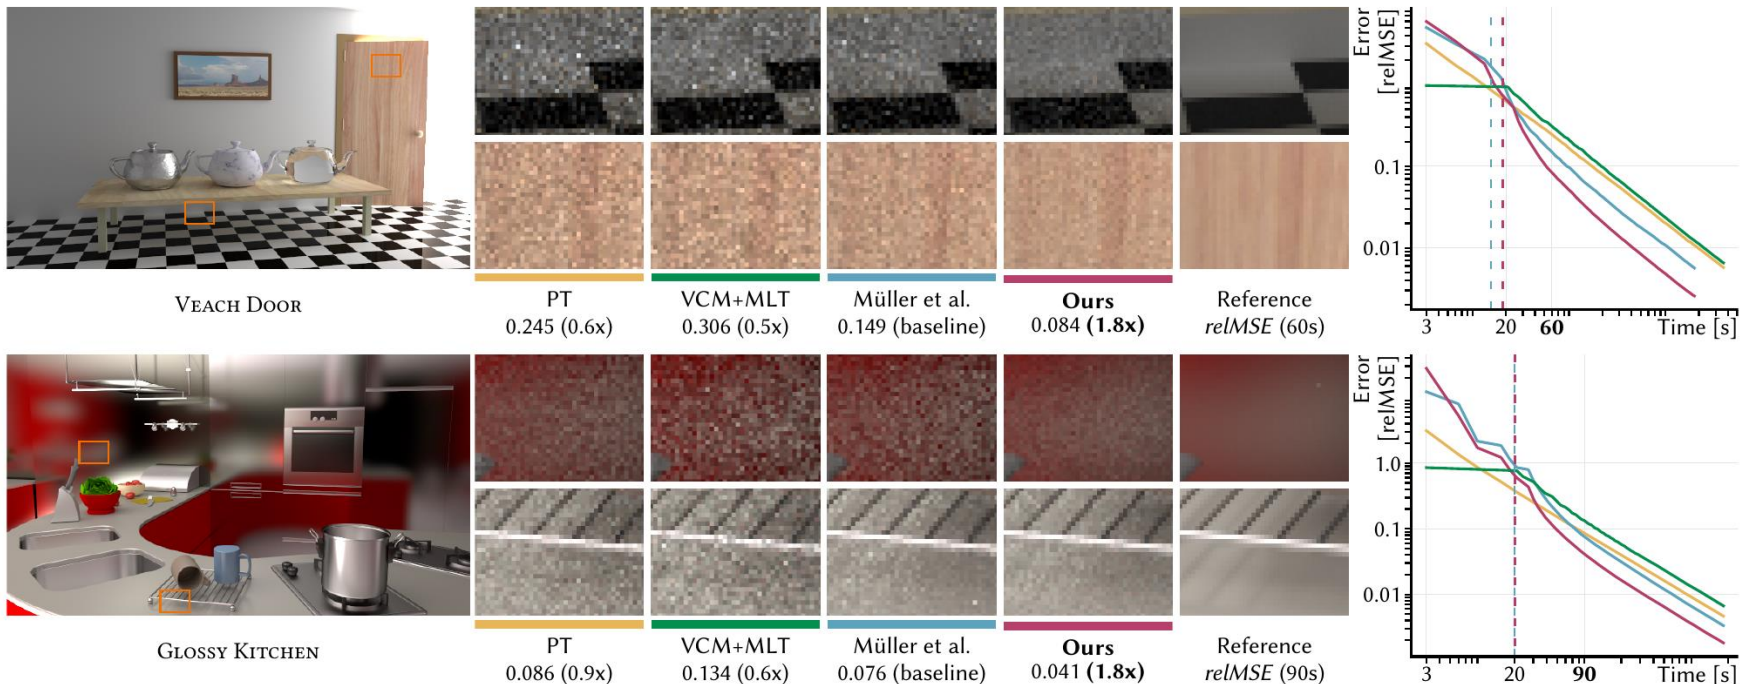 Error
[relMSE]
0.1
0.01
3
20
60
Time [s]
VEACH DOOR
PT
0.245 (0.6x)
VCM+MLT
0.306 (0.5x)
Müller et al.
0.149 (baseline)
Ours
0.084 (1.8x)
Reference
relMSE (60s)
Error
[relMSE]
1.0
0.1
0.01
3
20
90
Time [s]
GLOSSY KITCHEN
PT
0.086 (0.9x)
VCM+MLT
0.134 (0.6x)
Müller et al.
0.076 (baseline)
Ours
0.041 (1.8x)
Reference
relMSE (90s)